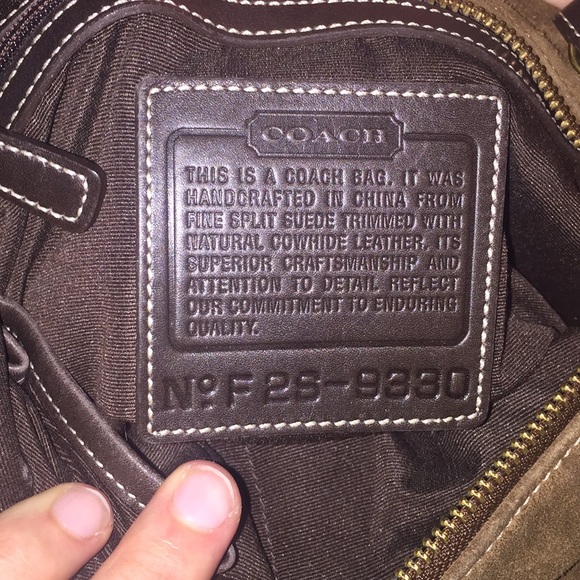 COACH
THIS IS A COACH BAG. IT WAS
HANDCRAFTED IN CHINA FROM
FINE SPLIT SUEDE TRIMMED WITH
NATURAL COWHIDE LEATHER. ITS
SUPERIOR CRAFTSMANSHIP AND
ATTENTION TO DETAIL REFLECT
OUR COMMITMENT TO ENDURING
QUALITY.
Nº F2S-9330